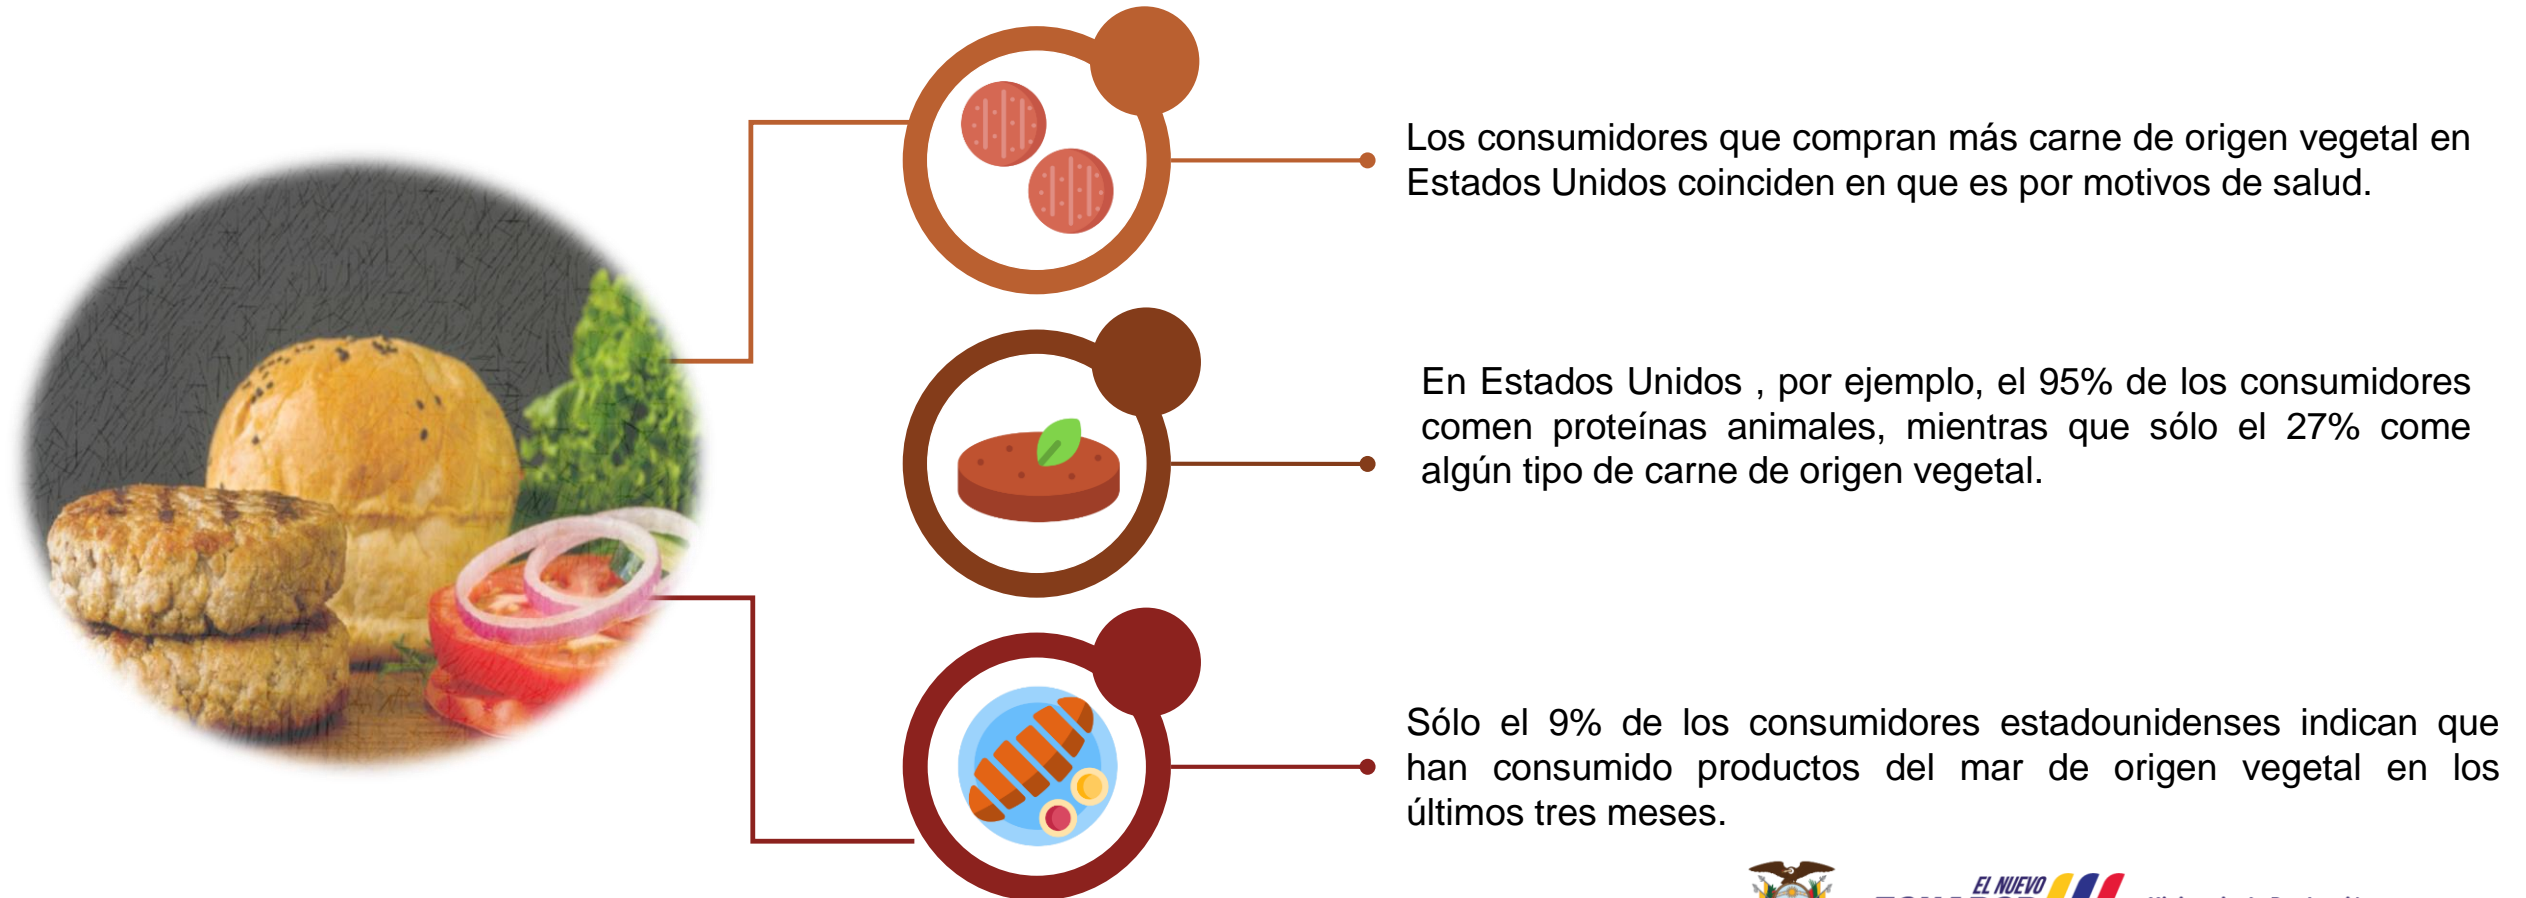 Los consumidores que compran más carne de origen vegetal en
Estados Unidos coinciden en que es por motivos de salud.
En Estados Unidos , por ejemplo, el 95% de los consumidores
comen proteínas animales, mientras que sólo el 27% come
algún tipo de carne de origen vegetal.
Sólo el 9% de los consumidores estadounidenses indican que
han consumido productos del mar de origen vegetal en los
últimos tres meses.
EL NUEVO